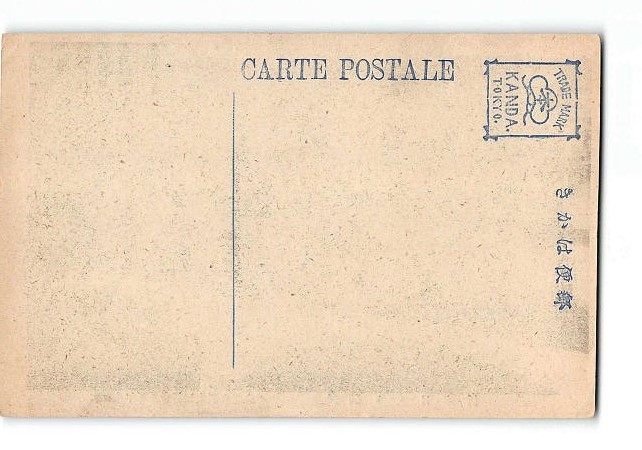 CARTE POSTALE
TRADE MARK
KANDA.
TOKYO.
郵便はかき